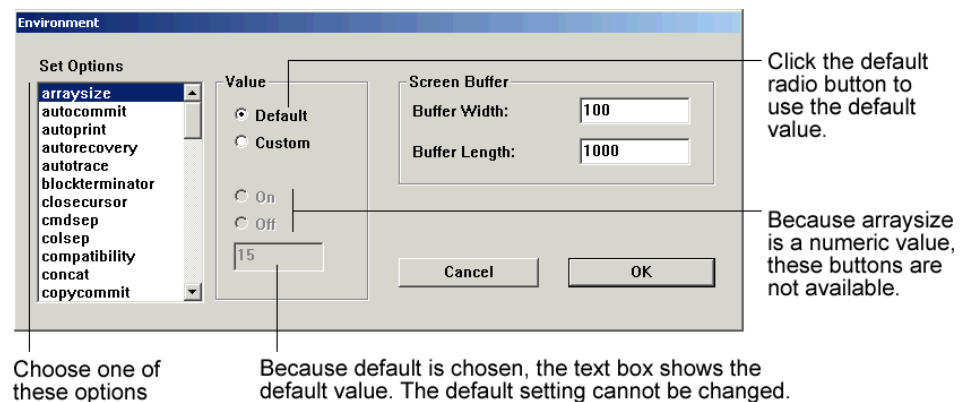 Environment
Set Options
arraysize
autocommit
autoprint
autorecovery
autotrace
blockterminator
closecursor
cmdsep
colsep
compatibility
concat
copycommit
Value
Default
Custom
On
Off
15
Screen Buffer
Buffer Width:
100
Buffer Length:
1000
Cancel
OK
Click the default
radio button to
use the default
value.
Because arraysize
is a numeric value,
these buttons are
not available.
Choose one of
these options
Because default is chosen, the text box shows the
default value. The default setting cannot be changed.